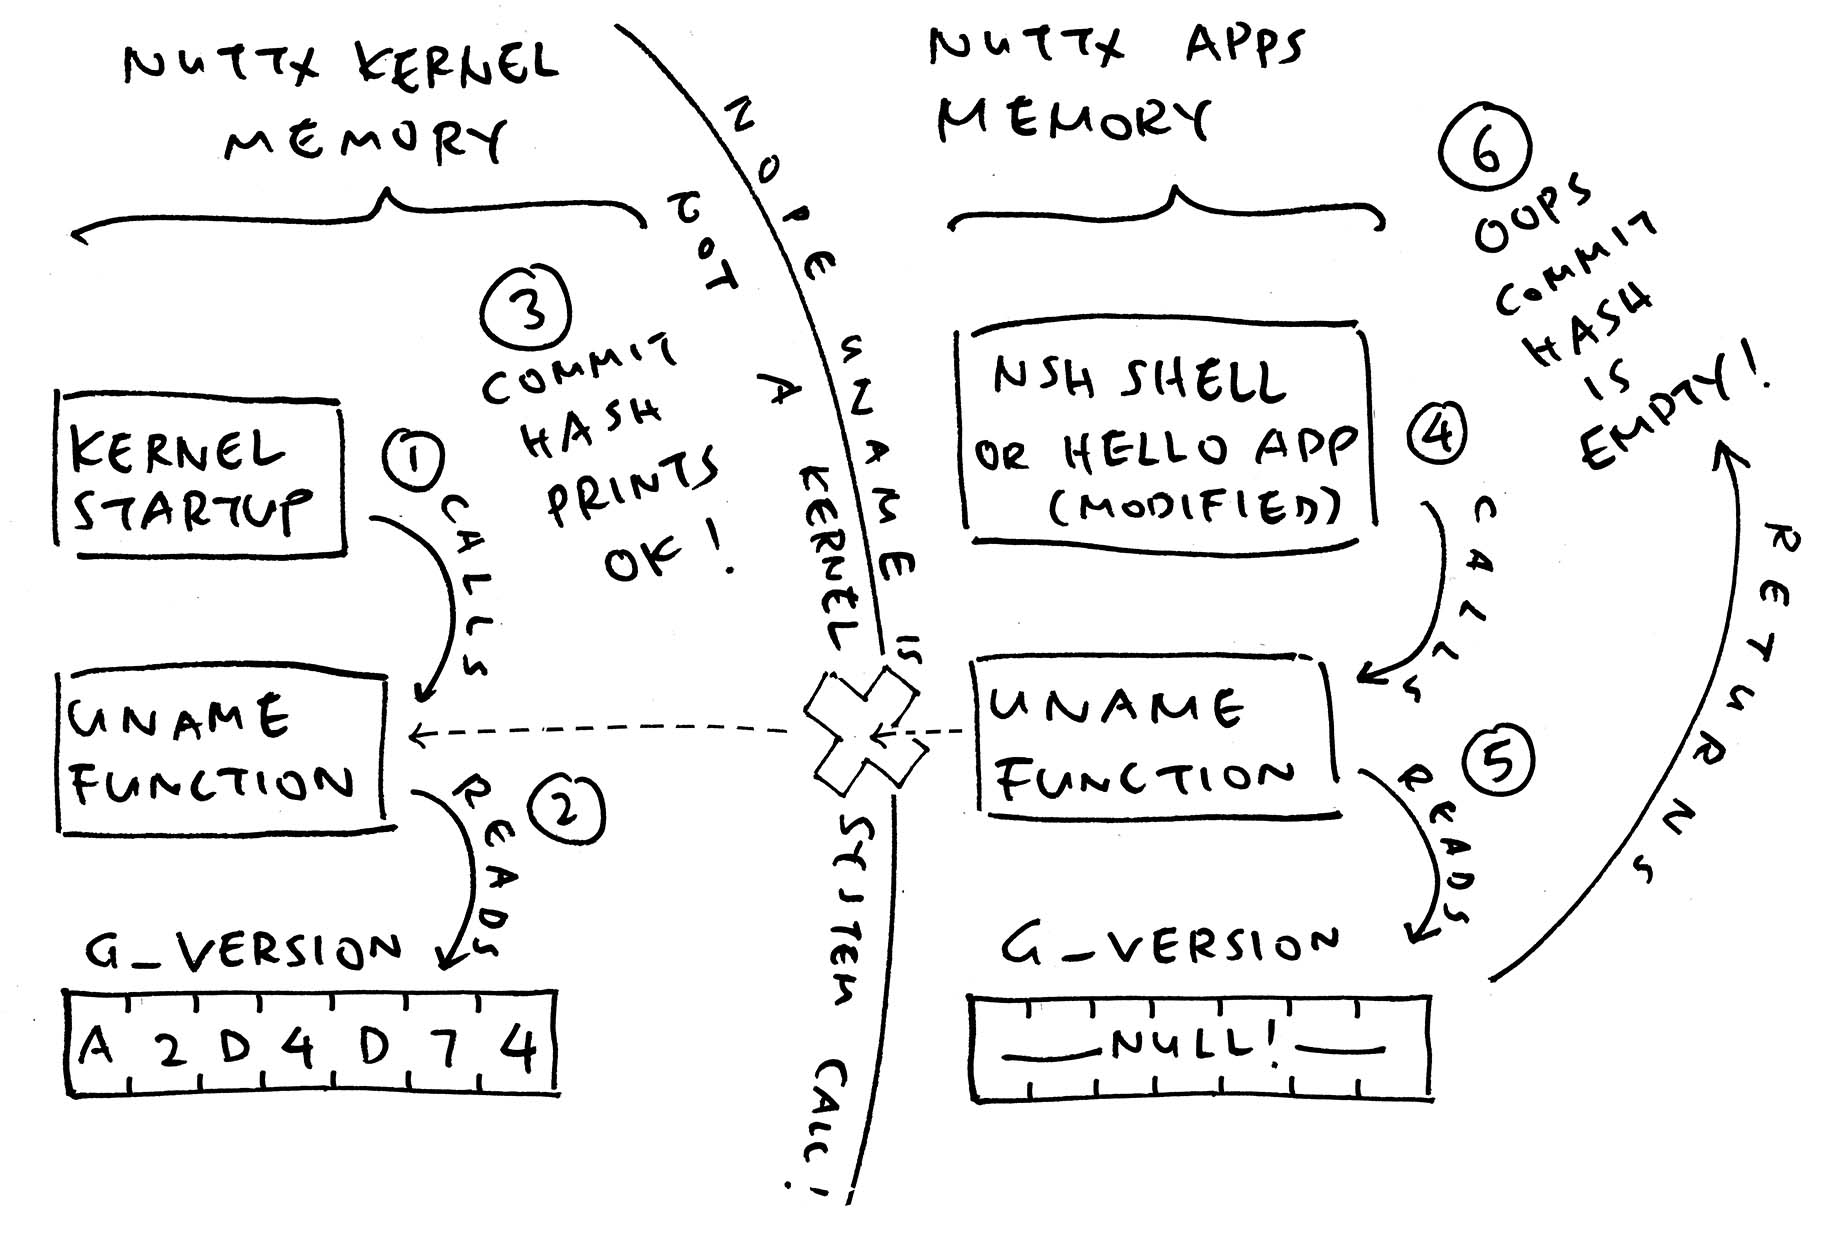 NUTTX KERNEL
MEMORY
NUTTX APPS
MEMORY
NOPE UNAME IS
NOT A KERNEL SYSTEM CALL!
KERNEL
STARTUP
1
CALLS
UNAME
FUNCTION
READS
2
G_VERSION
A 2 D 4 D 7 4
3
COMMIT
HASH
PRINTS
OK!
NSH SHELL
OR HELLO APP
(MODIFIED)
4
CALLS
UNAME
FUNCTION
5
READS
G_VERSION
NULL!
RETURNS
6
OOPS
COMMIT
HASH
IS
EMPTY!